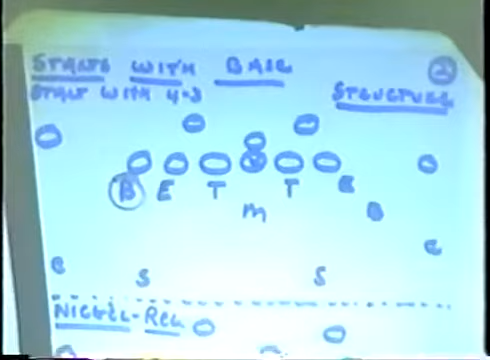 STARTS WITH BASE
2
START WITH 4-3
STRUCTURE
B E T T E
M B
C
C S S
NICKEL-REG